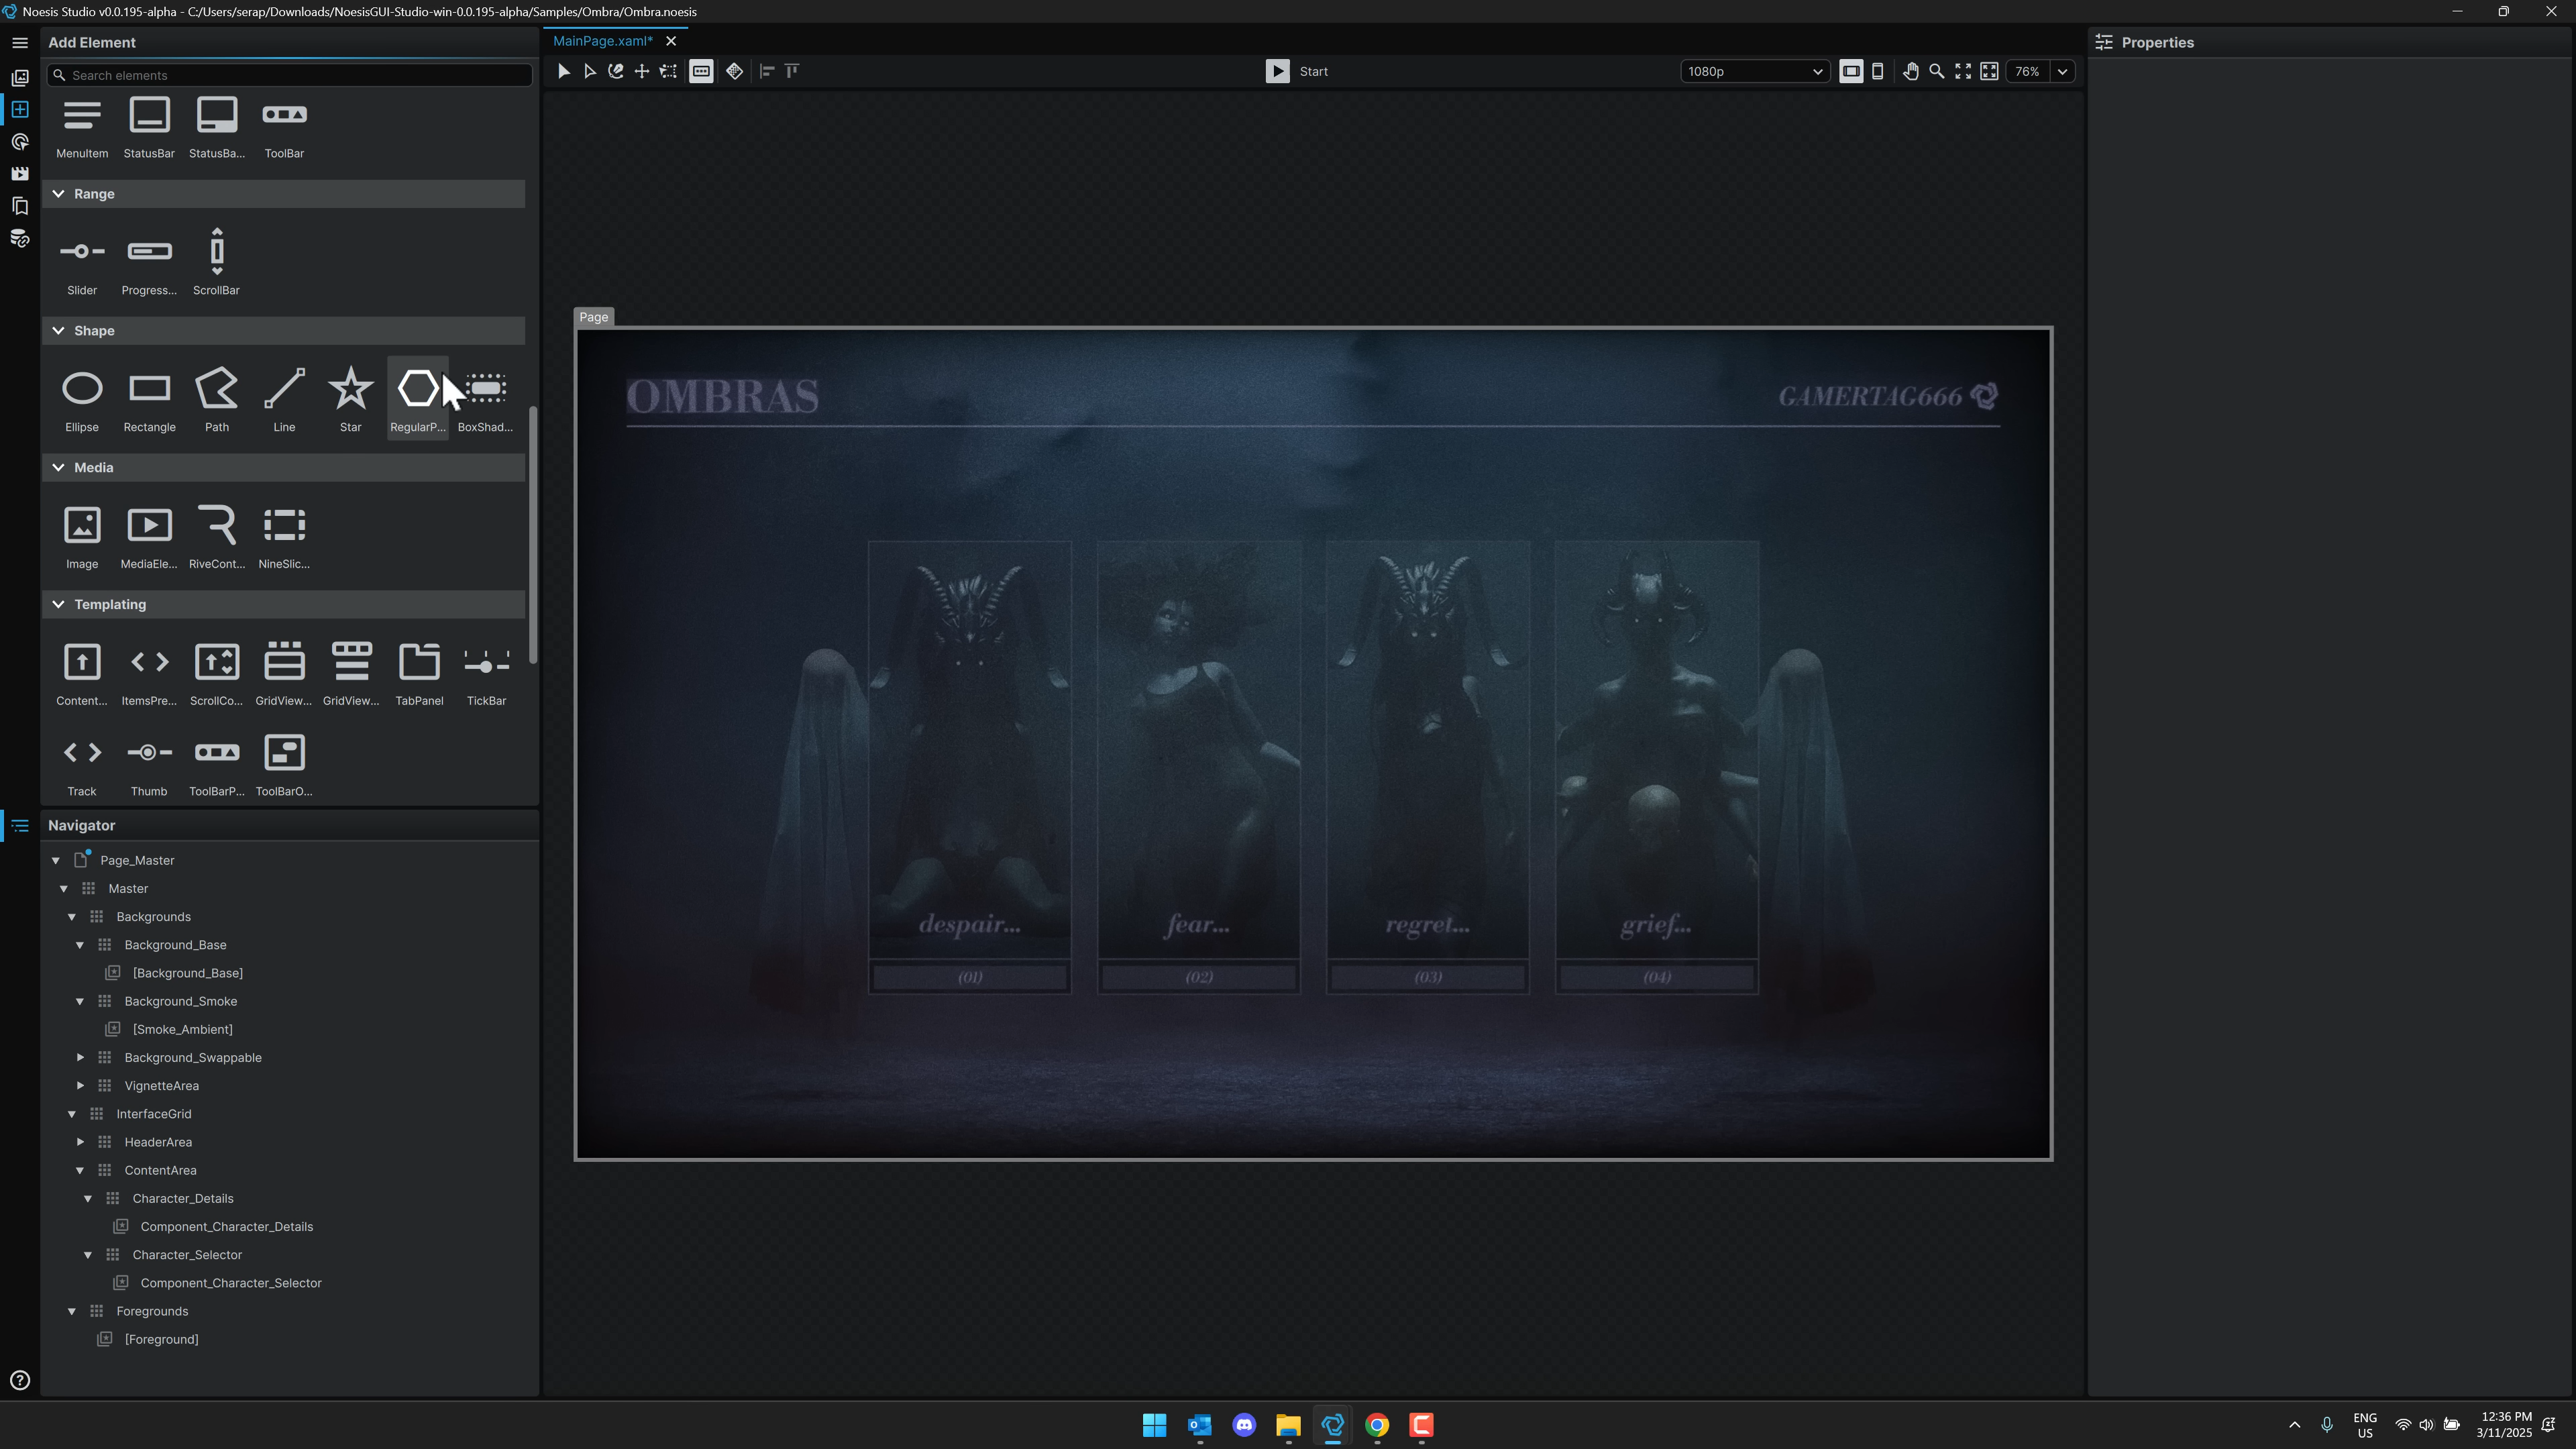 Noesis Studio v0.0.195-alpha - C:/Users/serap/Downloads/NoesisGUI-Studio-win-0.0.195-alpha/Samples/Ombra/Ombra.noesis
Add Element
MainPage.xaml*
Properties
Search elements
Start
1080p
76%
MenuItem StatusBar StatusBa... ToolBar
Range
Slider Progress... ScrollBar
Shape
Ellipse Rectangle Path Line Star RegularP... BoxShad...
Media
Image MediaEle... RiveCont... NineSlic...
Templating
Content... ItemsPre... ScrollCo... GridView... GridView... TabPanel TickBar
Track Thumb ToolBarP... ToolBarO...
Navigator
Page_Master
Master
Backgrounds
Background_Base
[Background_Base]
Background_Smoke
[Smoke_Ambient]
Background_Swappable
VignetteArea
InterfaceGrid
HeaderArea
ContentArea
Character_Details
Component_Character_Details
Character_Selector
Component_Character_Selector
Foregrounds
[Foreground]
Page
OMBRAS
GAMERTAG666
despair... fear... regret... grief...
(01) (02) (03) (04)
ENG
US
12:36 PM
3/11/2025